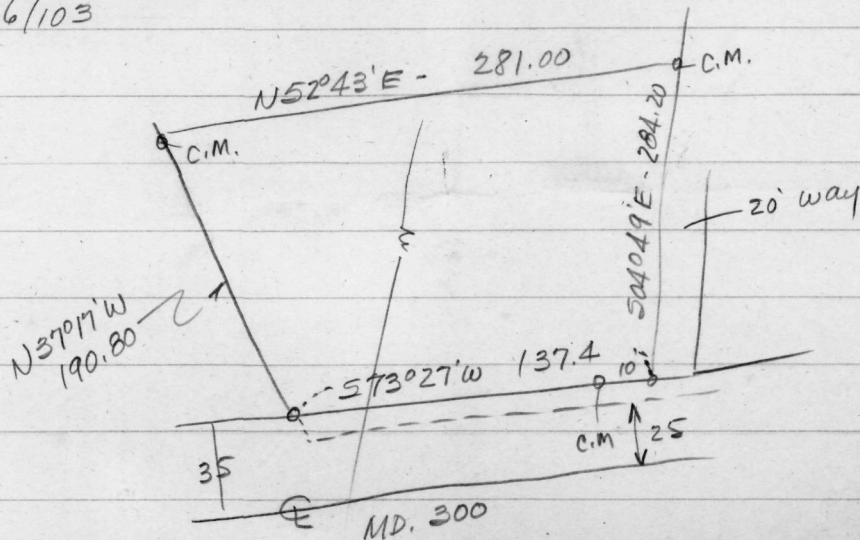 6/103
N52°43'E - 281.00
C.M.
C.M.
S04°49'E - 284.20
20' way
N37°17'W
190.80
S73°27'W 137.4 10'
C.M
25
35
MD. 300